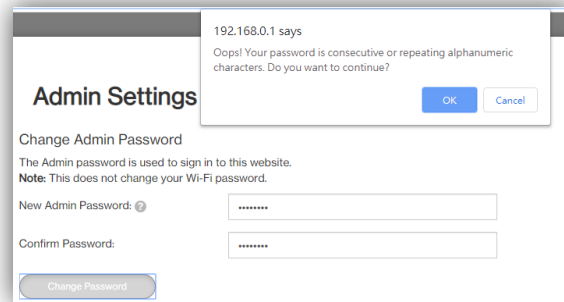 192.168.0.1 says
Oops! Your password is consecutive or repeating alphanumeric
characters. Do you want to continue?
OK
Cancel
Admin Settings
Change Admin Password
The Admin password is used to sign in to this website.
Note: This does not change your Wi-Fi password.
New Admin Password: ?
••••••••
Confirm Password:
••••••••
Change Password